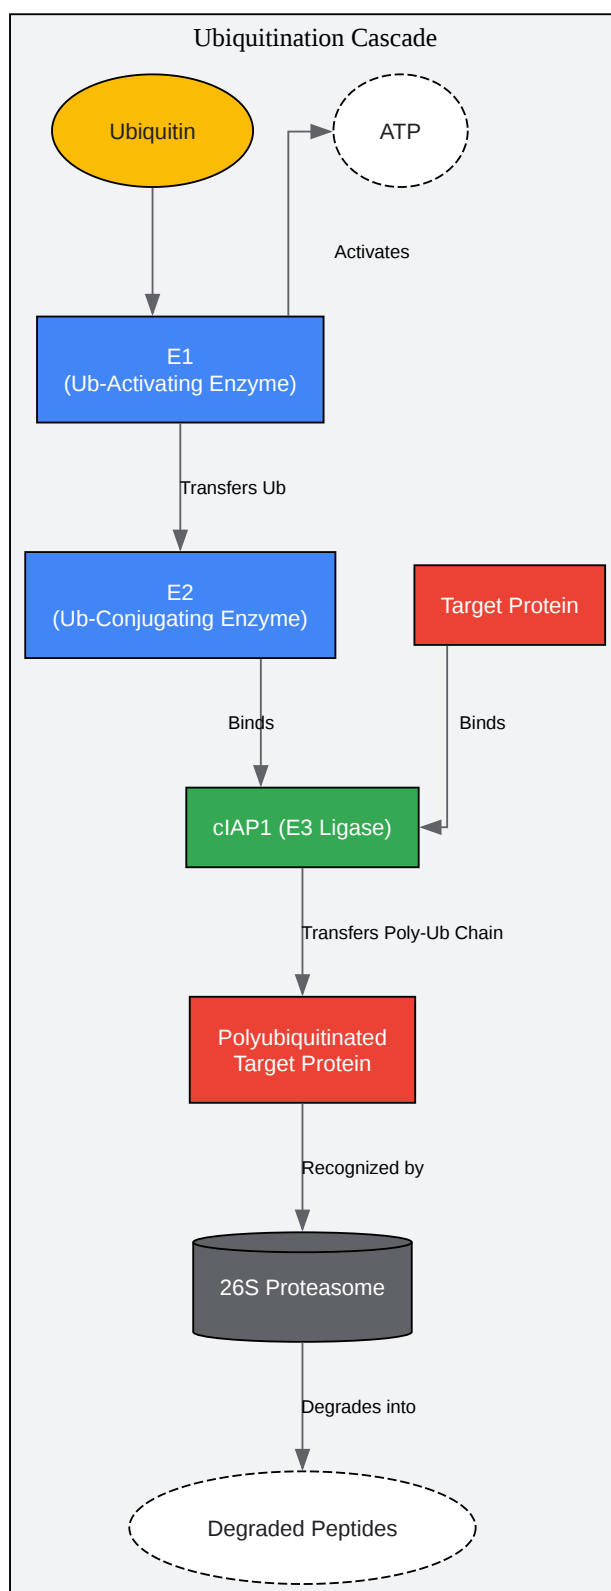 Ubiquitination Cascade
Ubiquitin
ATP
Activates
E1
(Ub-Activating Enzyme)
Transfers Ub
E2
(Ub-Conjugating Enzyme)
Target Protein
Binds
Binds
cIAP1 (E3 Ligase)
Transfers Poly-Ub Chain
Polyubiquitinated
Target Protein
Recognized by
26S Proteasome
Degrades into
Degraded Peptides